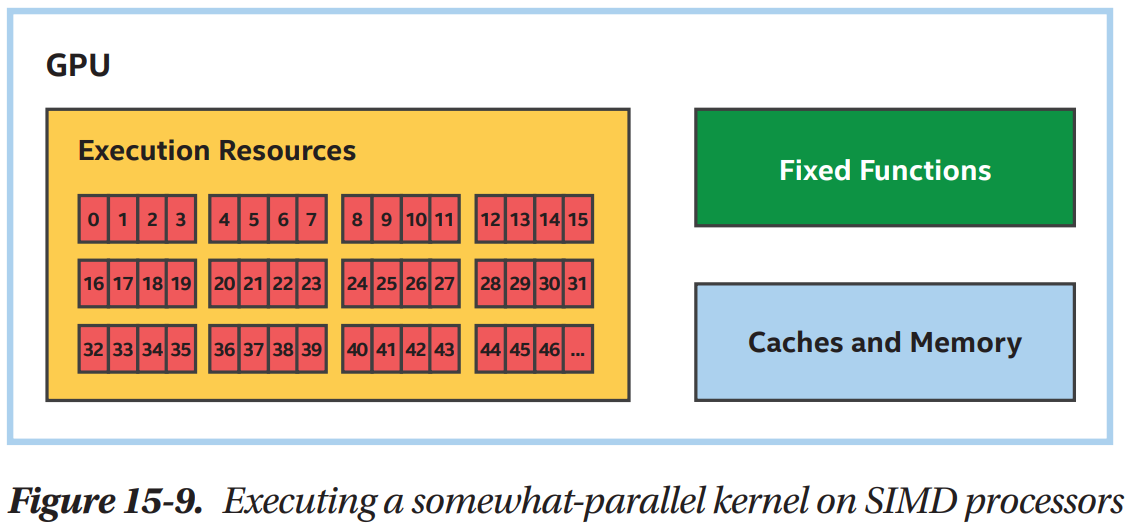 GPU
Execution Resources
0 1 2 3 4 5 6 7 8 9 10 11 12 13 14 15
16 17 18 19 20 21 22 23 24 25 26 27 28 29 30 31
32 33 34 35 36 37 38 39 40 41 42 43 44 45 46 ...
Fixed Functions
Caches and Memory
Figure 15-9. Executing a somewhat-parallel kernel on SIMD processors